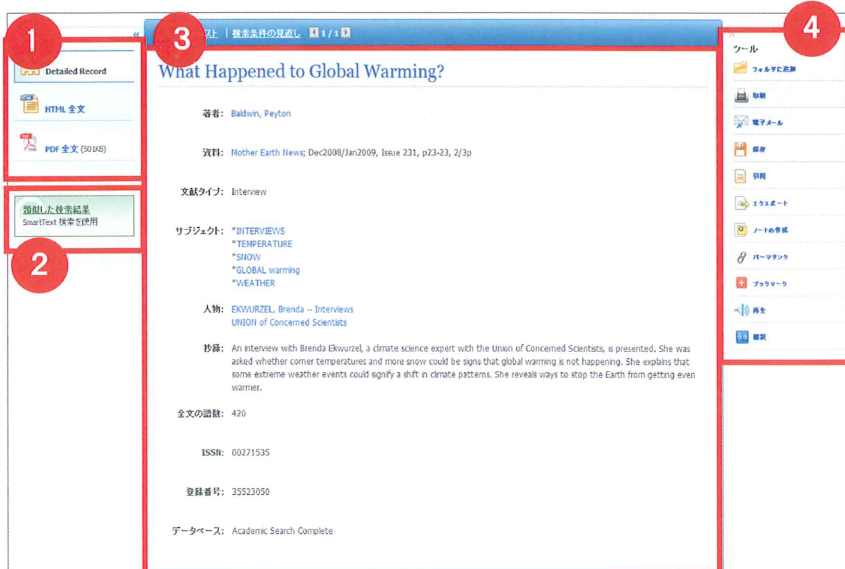 1
«
Detailed Record
HTML 全文
PDF 全文 (501KB)
類似した検索結果
SmartText 検索を使用
2
3
スト | 検索条件の見直し 1 / 1
What Happened to Global Warming?
著者: Baldwin, Peyton
資料: Mother Earth News; Dec2008/Jan2009, Issue 231, p23-23, 2/3p
文献タイプ: Interview
サブジェクト: *INTERVIEWS
*TEMPERATURE
*SNOW
*GLOBAL warming
*WEATHER
人物: EKWURZEL, Brenda -- Interviews
UNION of Concerned Scientists
抄録: An interview with Brenda Ekwurzel, a climate science expert with the Union of Concerned Scientists, is presented. She was
asked whether corner temperatures and more snow could be signs that global warming is not happening. She explains that
some extreme weather events could signify a shift in climate patterns. She reveals ways to stop the Earth from getting even
warmer.
全文の語数: 420
ISSN: 00271535
登録番号: 35523050
データベース: Academic Search Complete
4
»
ツール
フォルダに追加
印刷
電子メール
保存
引用
エクスポート
ノートの作成
パーマリンク
ブックマーク
再生
翻訳